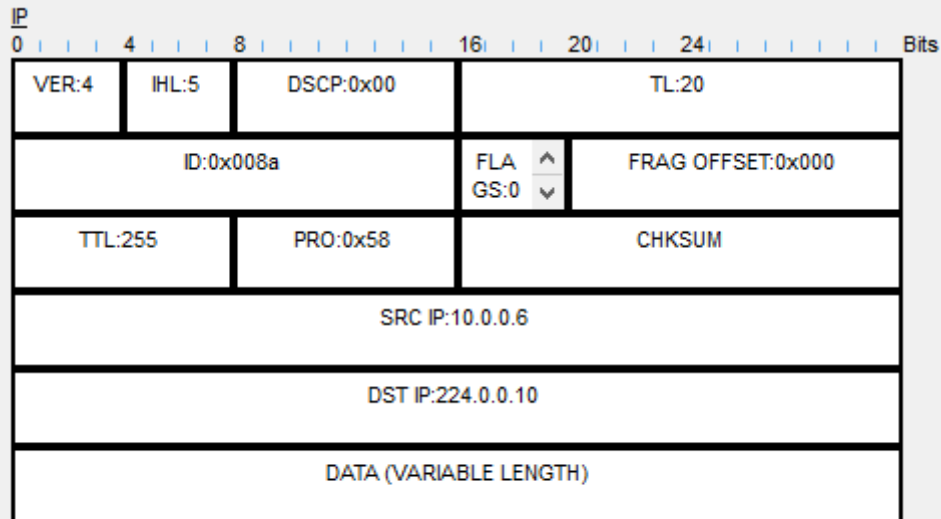 IP
0 4 8 16 20 24 Bits
VER:4 IHL:5 DSCP:0x00 TL:20
ID:0x008a FLA GS:0 FRAG OFFSET:0x000
TTL:255 PRO:0x58 CHKSUM
SRC IP:10.0.0.6
DST IP:224.0.0.10
DATA (VARIABLE LENGTH)